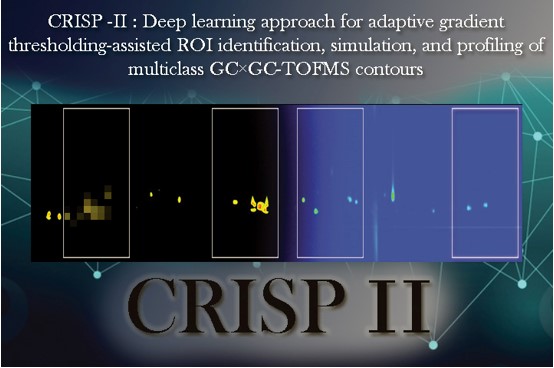 CRISP -II : Deep learning approach for adaptive gradient
thresholding-assisted ROI identification, simulation, and profiling of
multiclass GC×GC-TOFMS contours
CRISP II